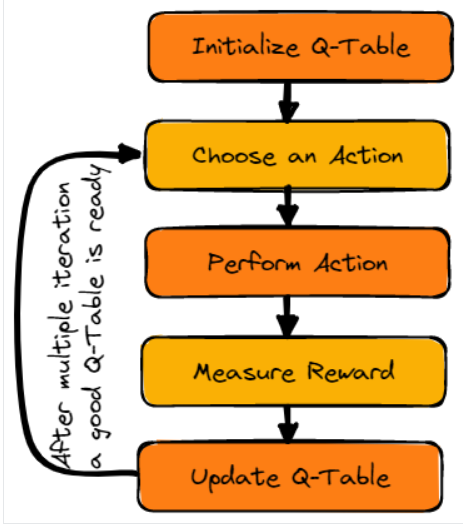 Initialize Q-Table
Choose an Action
Perform Action
Measure Reward
Update Q-Table
After multiple iteration
a good Q-Table is ready